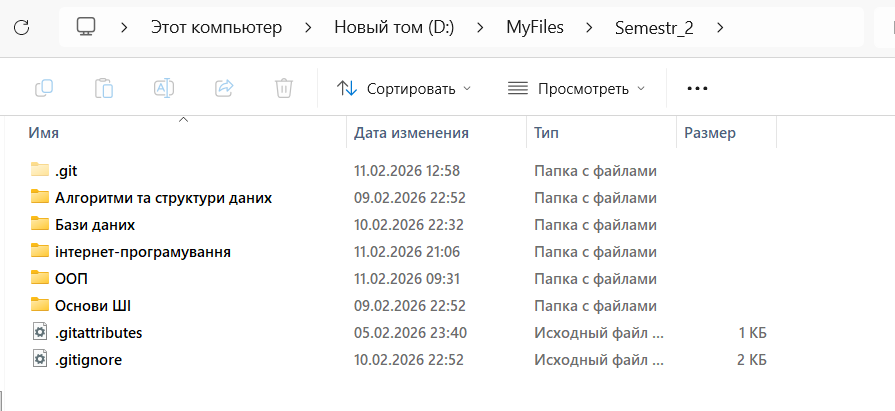 Этот компьютер > Новый том (D:) > MyFiles > Semestr_2 >
Сортировать Просмотреть
Имя Дата изменения Тип Размер
.git 11.02.2026 12:58 Папка с файлами
Алгоритми та структури даних 09.02.2026 22:52 Папка с файлами
Бази даних 10.02.2026 22:32 Папка с файлами
інтернет-програмування 11.02.2026 21:06 Папка с файлами
ООП 11.02.2026 09:31 Папка с файлами
Основи ШІ 09.02.2026 22:52 Папка с файлами
.gitattributes 05.02.2026 23:40 Исходный файл ... 1 КБ
.gitignore 10.02.2026 22:52 Исходный файл ... 2 КБ